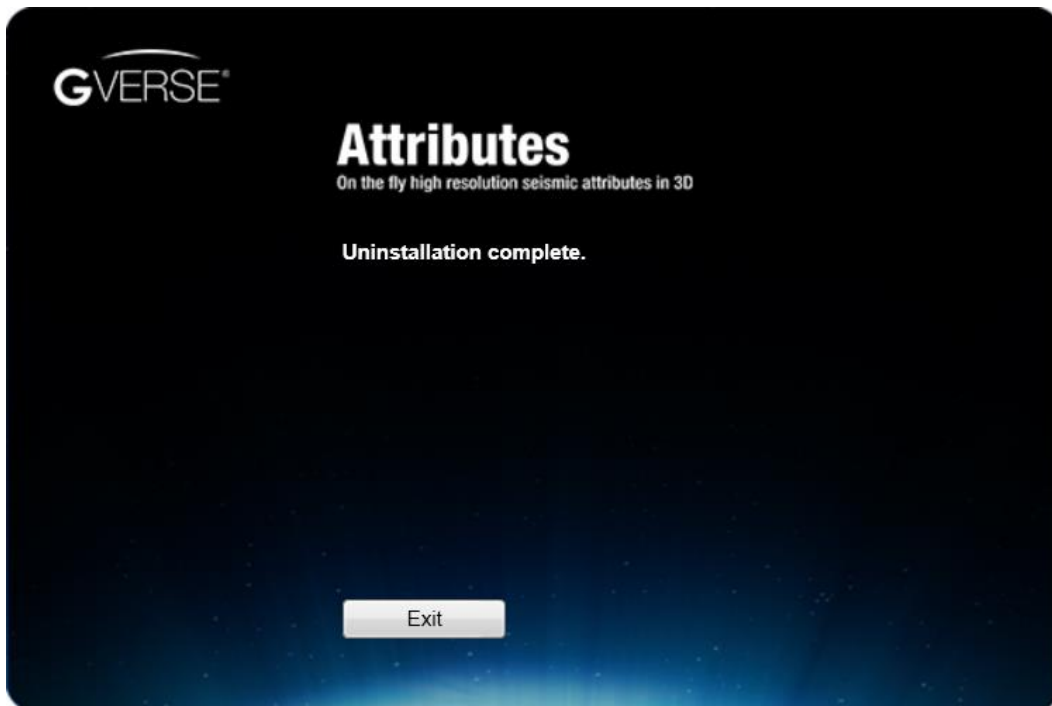 GVERSE®
Attributes
On the fly high resolution seismic attributes in 3D
Uninstallation complete.
Exit